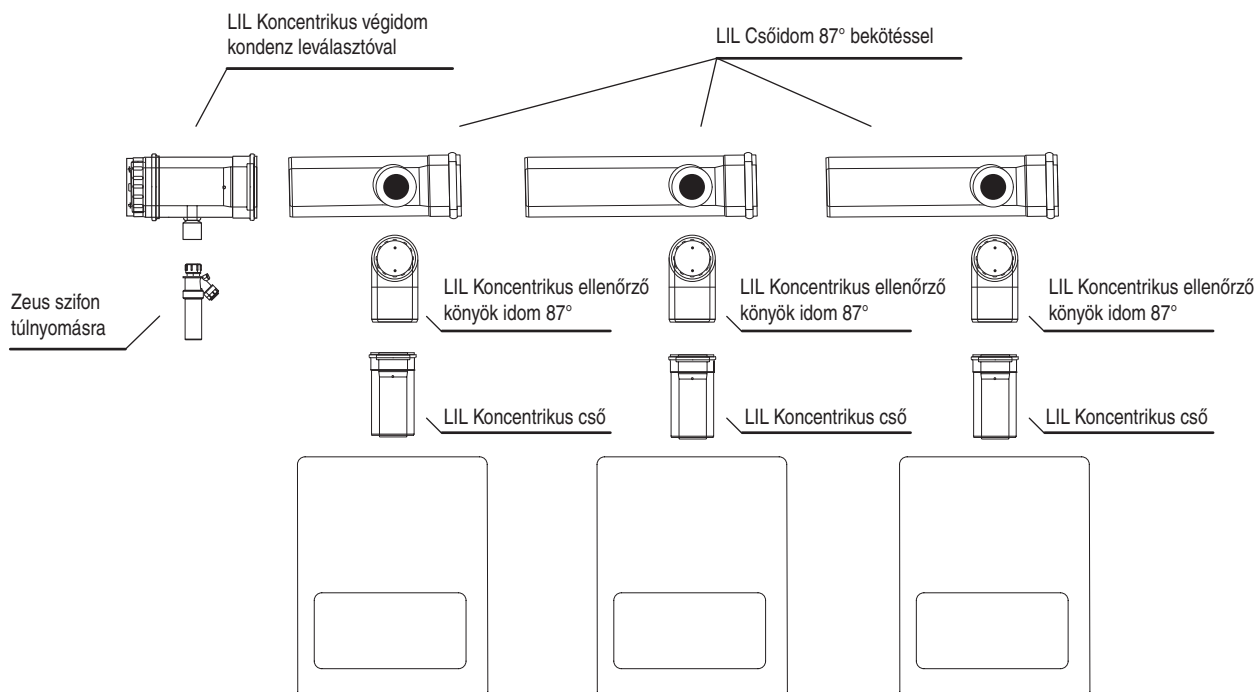 LIL Koncentrikus végidom
kondenz leválasztóval
LIL Csőidom 87° bekötéssel
Zeus szifon
túlnyomásra
LIL Koncentrikus ellenőrző
könyök idom 87°
LIL Koncentrikus ellenőrző
könyök idom 87°
LIL Koncentrikus ellenőrző
könyök idom 87°
LIL Koncentrikus cső
LIL Koncentrikus cső
LIL Koncentrikus cső